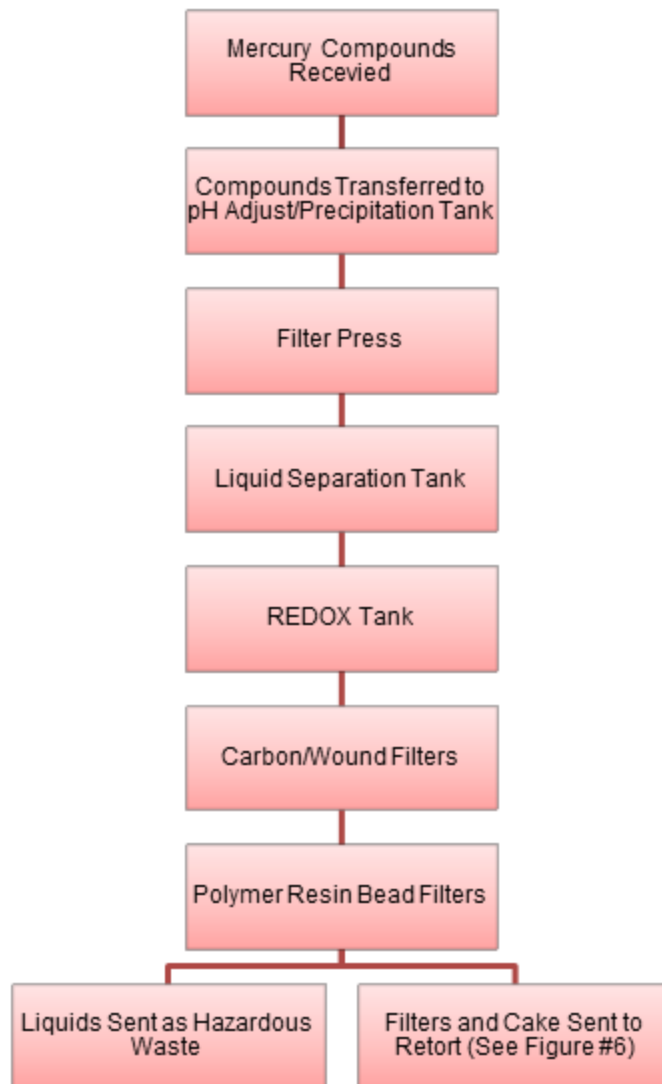 Mercury Compounds
Recevied
Compounds Transferred to
pH Adjust/Precipitation Tank
Filter Press
Liquid Separation Tank
REDOX Tank
Carbon/Wound Filters
Polymer Resin Bead Filters
Liquids Sent as Hazardous
Waste
Filters and Cake Sent to
Retort (See Figure #6)